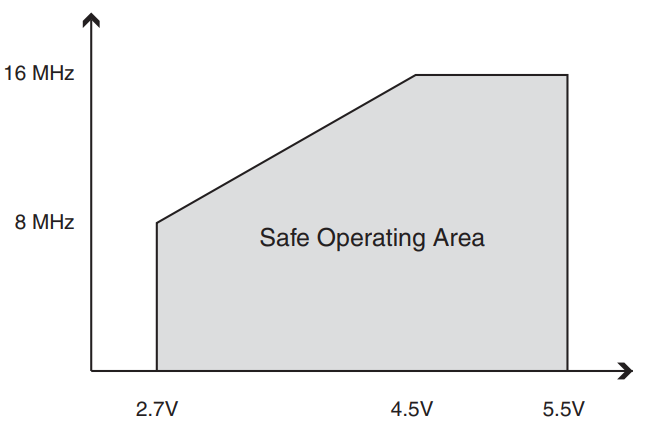 16 MHz
8 MHz
Safe Operating Area
2.7V
4.5V
5.5V